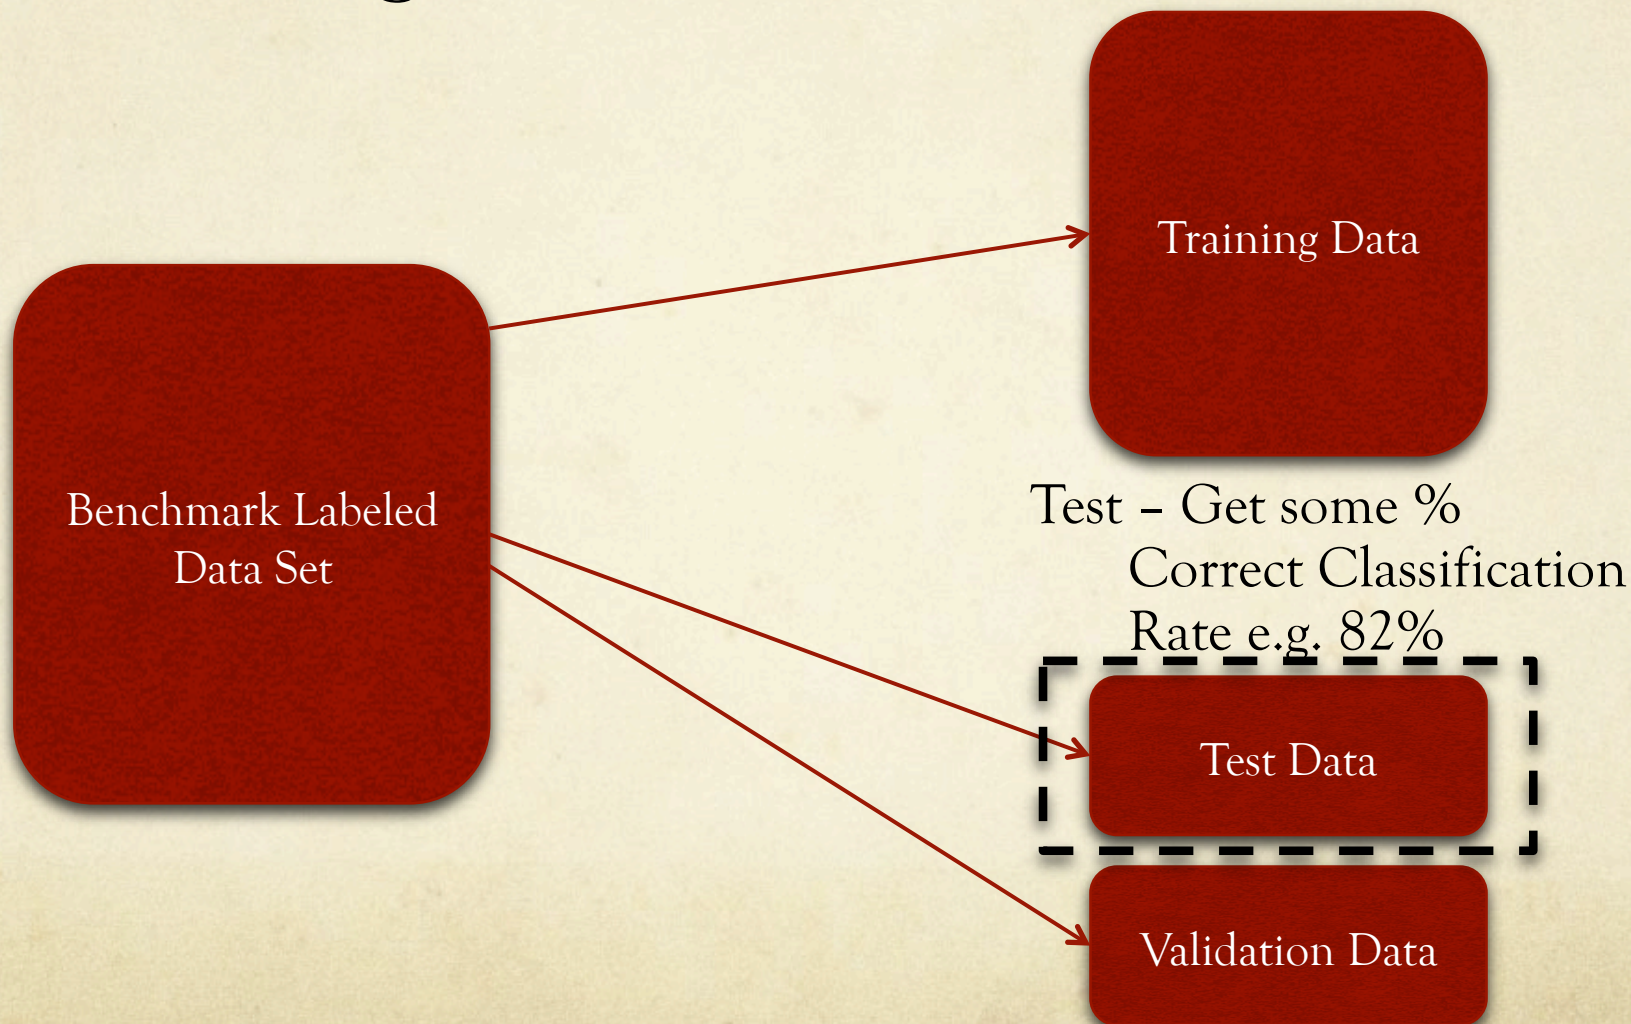 Training Data
Benchmark Labeled
Data Set
Test – Get some %
Correct Classification
Rate e.g. 82%
Test Data
Validation Data